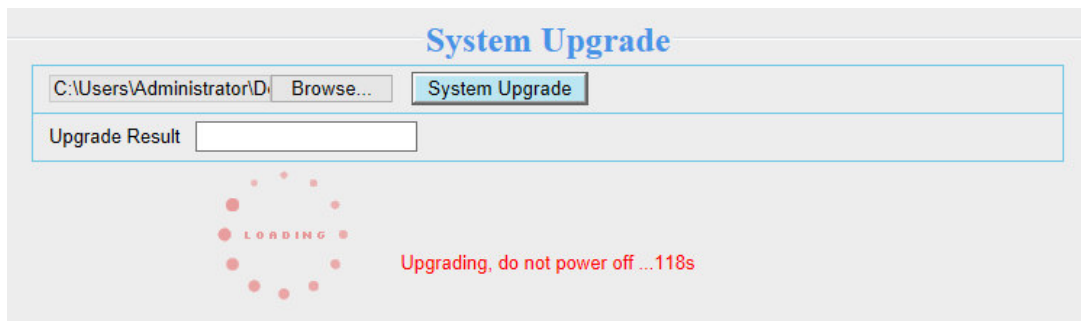 System Upgrade
C:\Users\Administrator\D Browse... System Upgrade
Upgrade Result
LOADING
Upgrading, do not power off ...118s